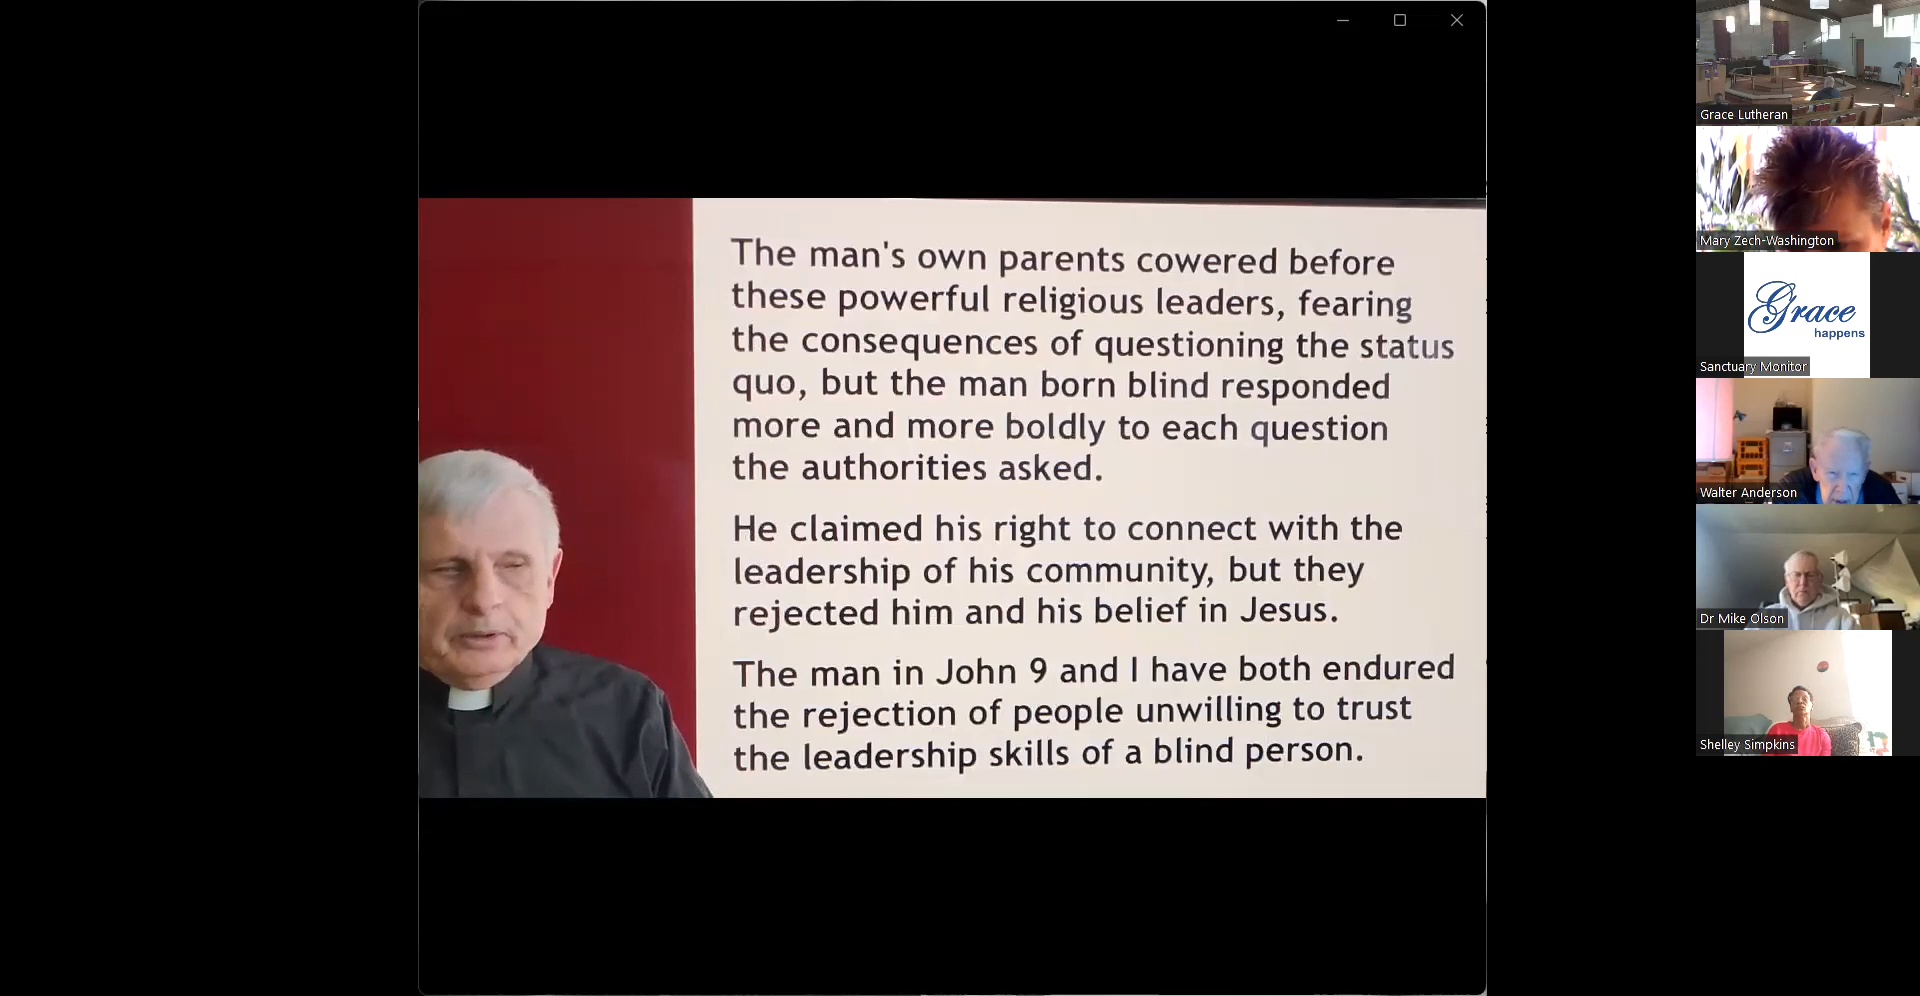 The man's own parents cowered before
these powerful religious leaders, fearing
the consequences of questioning the status
quo, but the man born blind responded
more and more boldly to each question
the authorities asked.
He claimed his right to connect with the
leadership of his community, but they
rejected him and his belief in Jesus.
The man in John 9 and I have both endured
the rejection of people unwilling to trust
the leadership skills of a blind person.
Grace Lutheran
Mary Zech-Washington
Grace
happens
Sanctuary Monitor
Walter Anderson
Dr Mike Olson
Shelley Simpkins